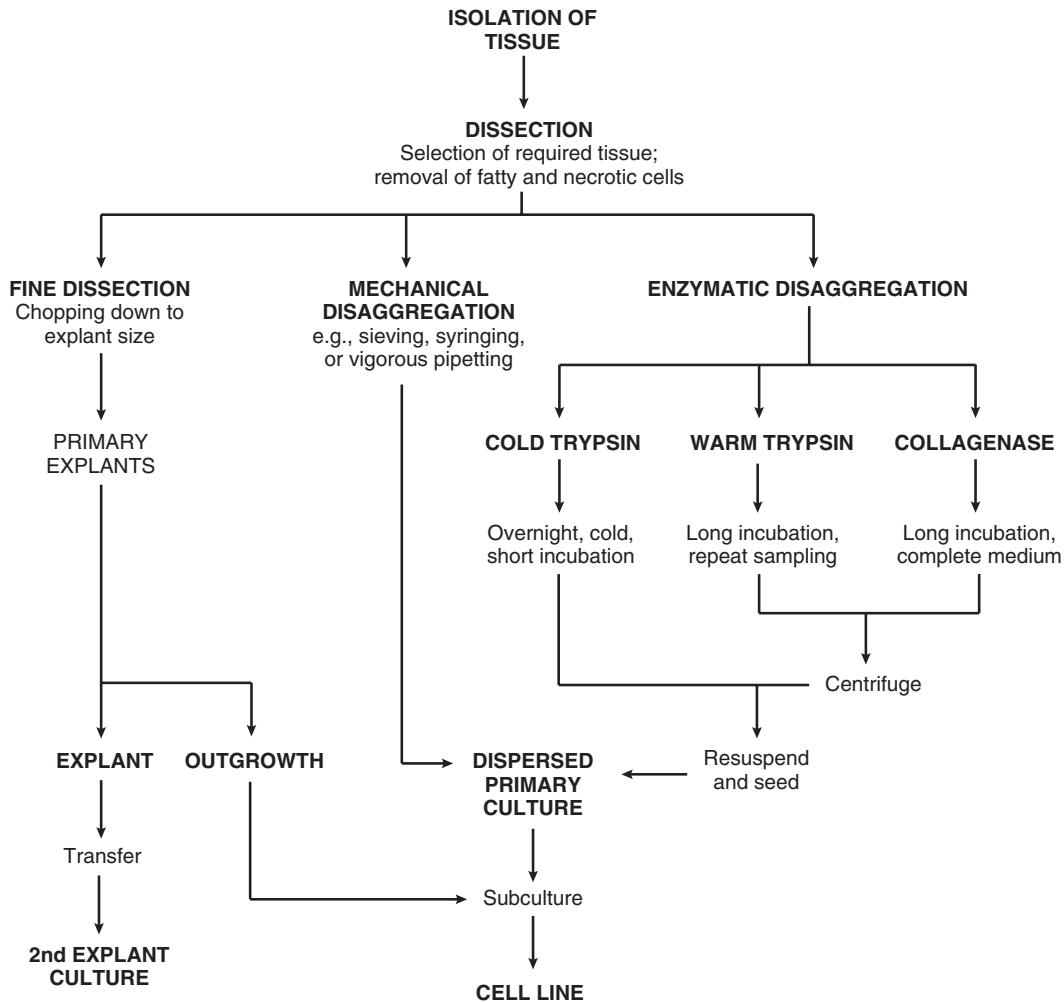 ISOLATION OF
TISSUE
DISSECTION
Selection of required tissue;
removal of fatty and necrotic cells
FINE DISSECTION
Chopping down to
explant size
MECHANICAL
DISAGGREGATION
e.g., sieving, syringing,
or vigorous pipetting
ENZYMATIC DISAGGREGATION
PRIMARY
EXPLANTS
COLD TRYPSIN
WARM TRYPSIN
COLLAGENASE
Overnight, cold,
short incubation
Long incubation,
repeat sampling
Long incubation,
complete medium
Centrifuge
EXPLANT
OUTGROWTH
DISPERSED
PRIMARY
CULTURE
Resuspend
and seed
Transfer
Subculture
2nd EXPLANT
CULTURE
CELL LINE